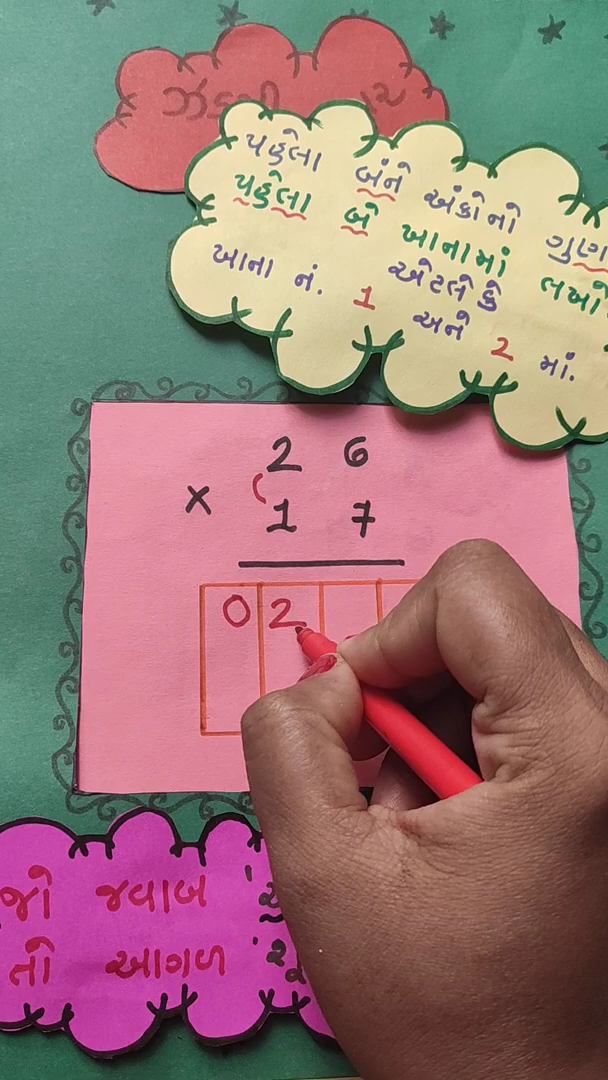 પહેલા બંને અંકોનો
પહેલા બે ખાનામાં લખો
ખાના નં. 1 એટલે કે
અને 2 માં.
2 6
x 1 7
0 2
જો જવાબ
તો આગળ